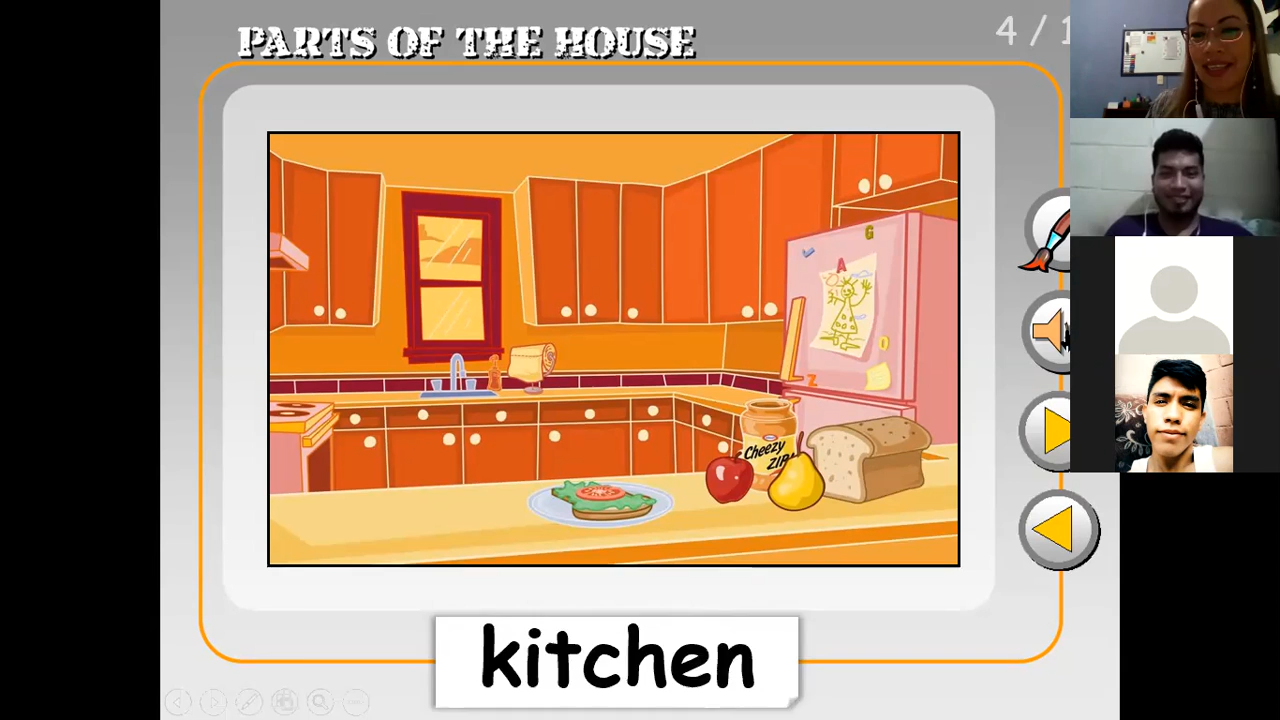 PARTS OF THE HOUSE
4 / 1
G
A
O
Z
Cheezy
ZIP
kitchen